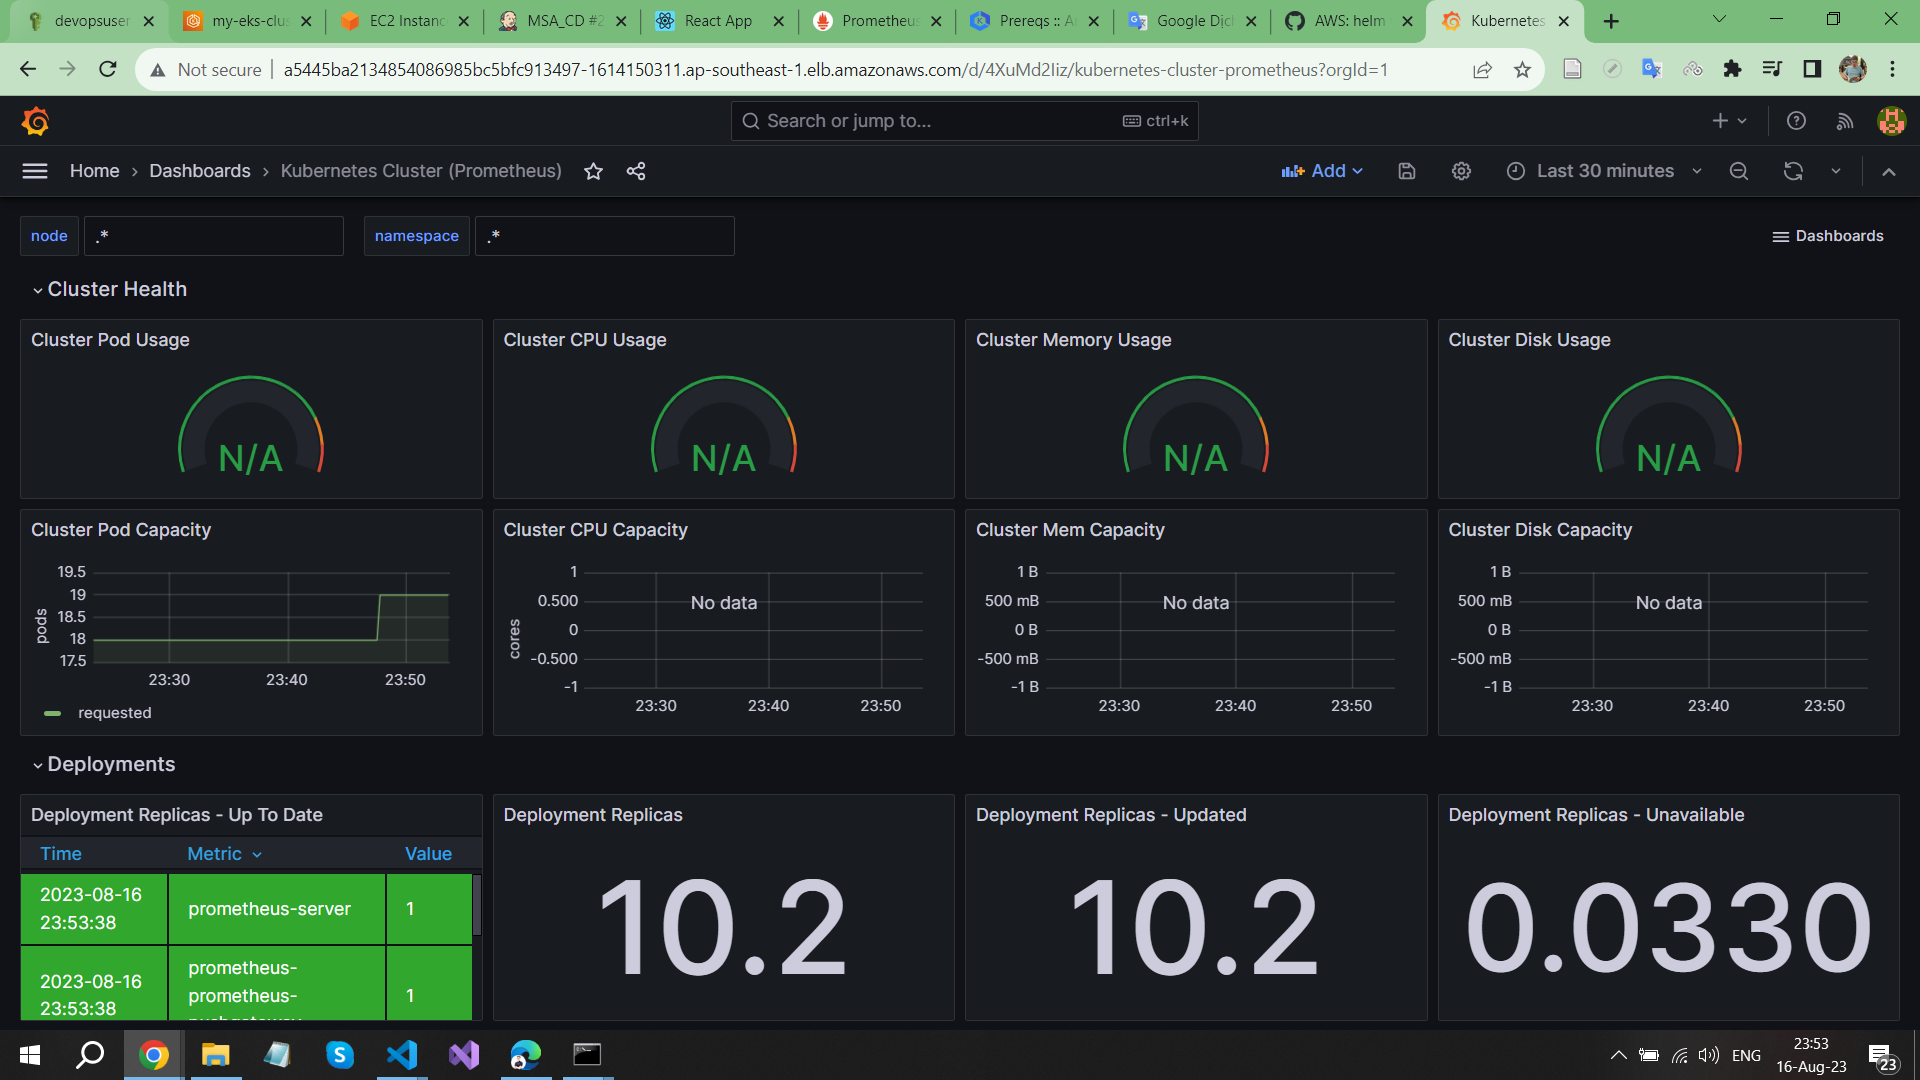 devopsuser
my-eks-clus
EC2 Instanc
MSA_CD #2
React App
Prometheus
Prereqs :: A
Google Dịch
AWS: helm
Kubernetes
Not secure
a5445ba2134854086985bc5bfc913497-1614150311.ap-southeast-1.elb.amazonaws.com/d/4XuMd2Iiz/kubernetes-cluster-prometheus?orgId=1
Search or jump to...
ctrl+k
Home
Dashboards
Kubernetes Cluster (Prometheus)
Add
Last 30 minutes
node
.*
namespace
.*
Dashboards
Cluster Health
Cluster Pod Usage
N/A
Cluster CPU Usage
N/A
Cluster Memory Usage
N/A
Cluster Disk Usage
N/A
Cluster Pod Capacity
pods
19.5
19
18.5
18
17.5
23:30
23:40
23:50
requested
Cluster CPU Capacity
cores
1
0.500
0
-0.500
-1
No data
23:30
23:40
23:50
Cluster Mem Capacity
1 B
500 mB
0 B
-500 mB
-1 B
No data
23:30
23:40
23:50
Cluster Disk Capacity
1 B
500 mB
0 B
-500 mB
-1 B
No data
23:30
23:40
23:50
Deployments
Deployment Replicas - Up To Date
Time Metric Value
2023-08-16
23:53:38
prometheus-server
1
2023-08-16
23:53:38
prometheus-
prometheus-
1
Deployment Replicas
10.2
Deployment Replicas - Updated
10.2
Deployment Replicas - Unavailable
0.0330
ENG
23:53
16-Aug-23
23